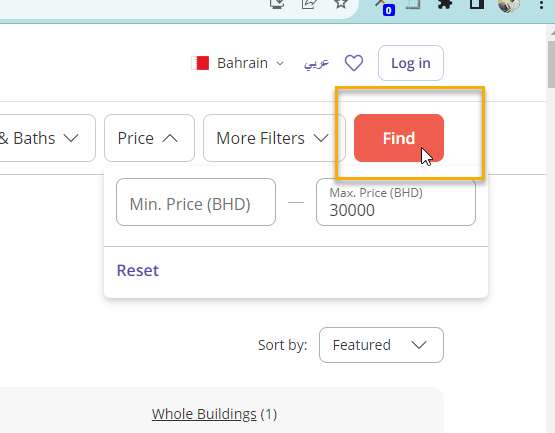 0
Bahrain عربي Log in
& Baths Price More Filters Find
Min. Price (BHD) — Max. Price (BHD)
30000
Reset
Sort by: Featured
Whole Buildings (1)